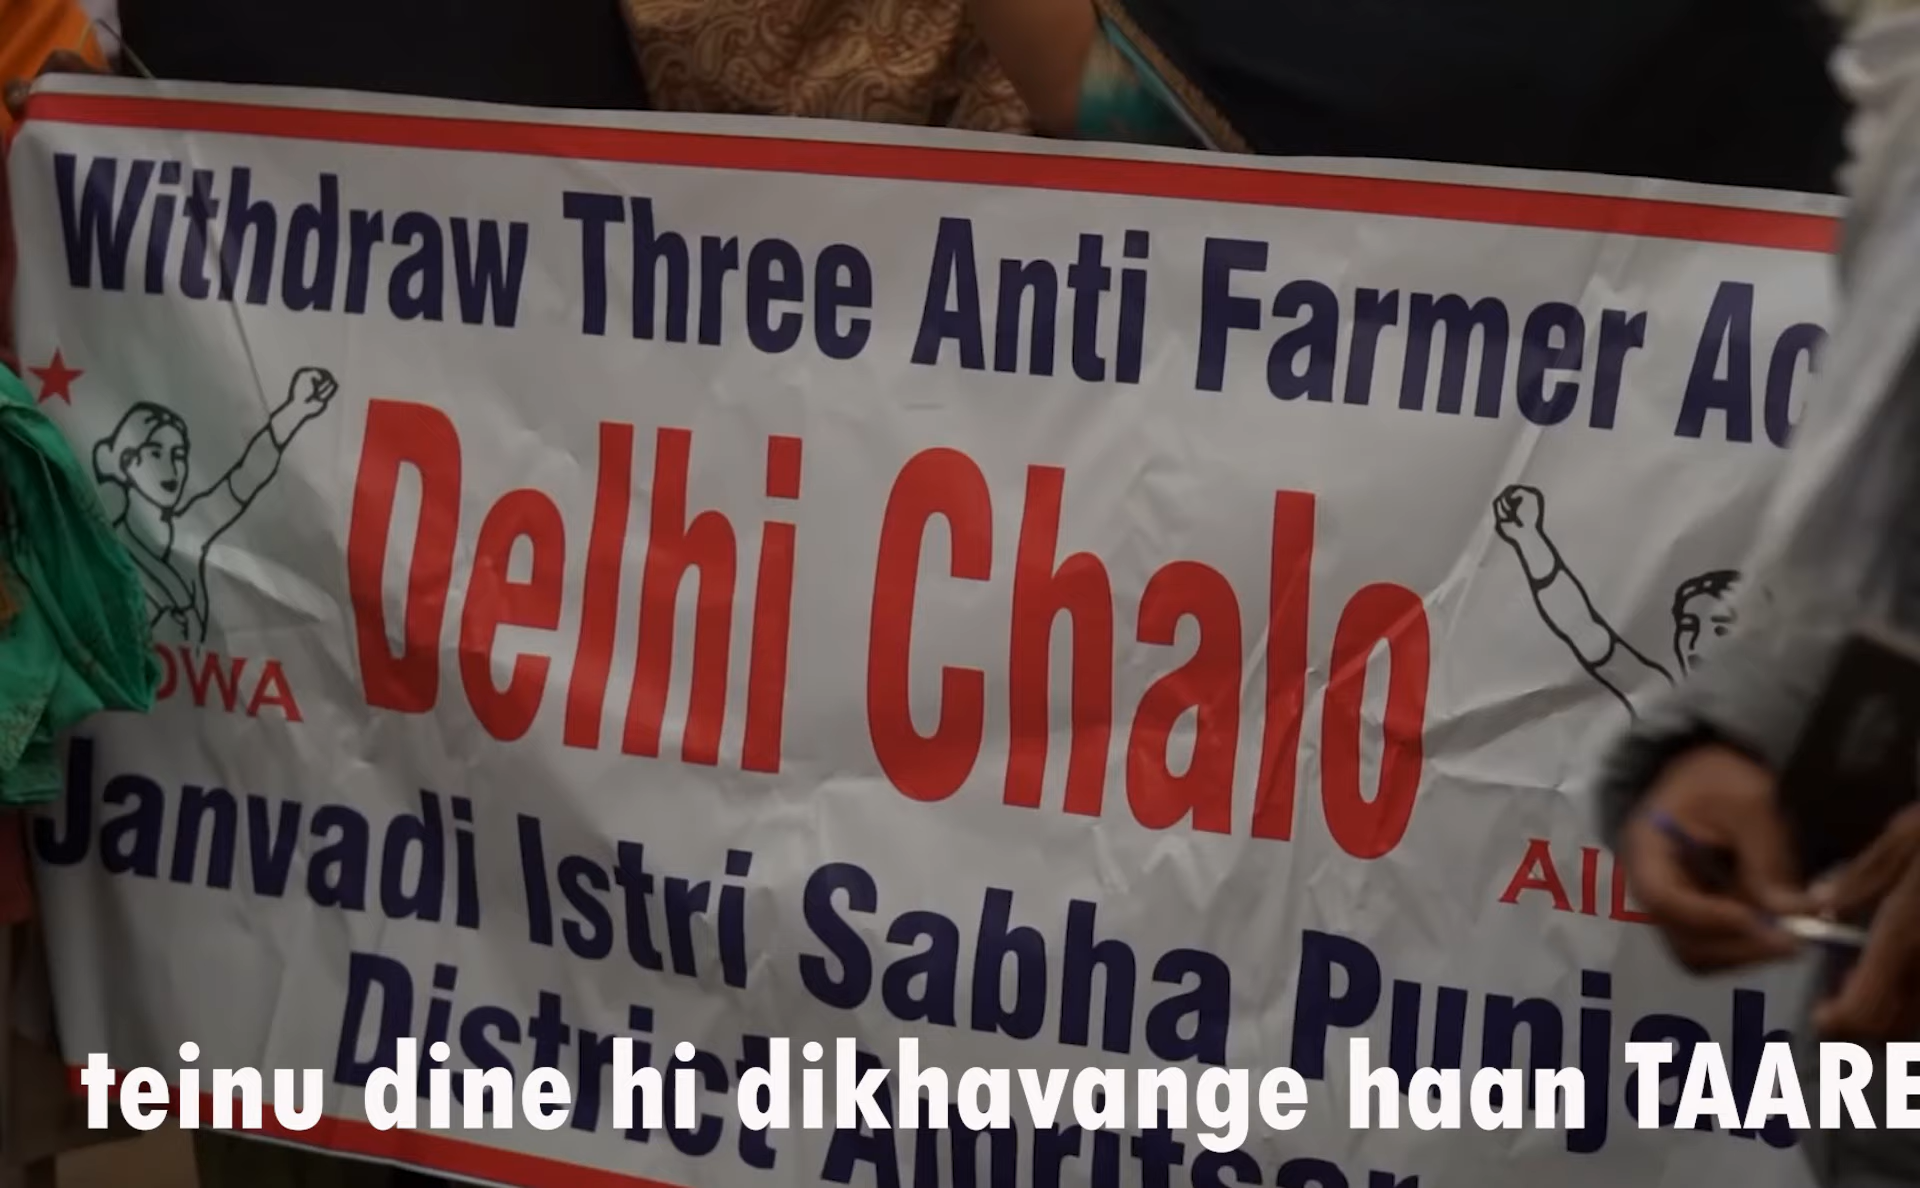 Withdraw Three Anti Farmer Ac
Delhi Chalo
DWA
AID
Janvadi Istri Sabha Punjab
District Amritsar
teinu dine hi dikhavange haan TAARE